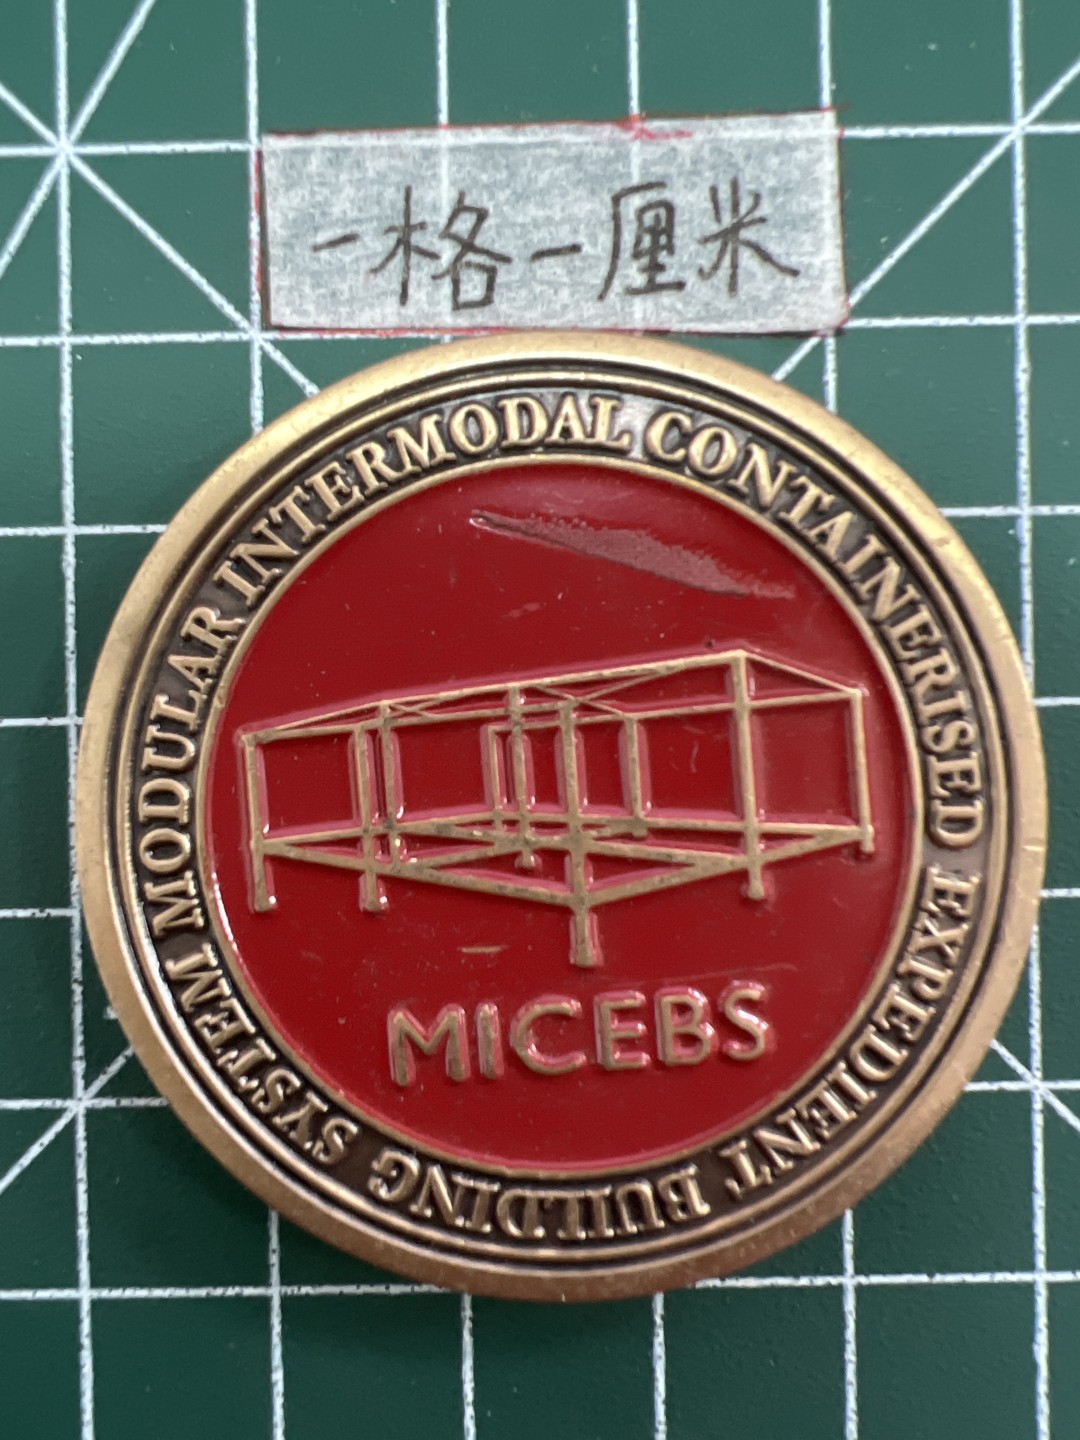 一格一厘米
MODULAR INTERMODAL CONTAINERISED EXPEDIENT BUILDING SYSTEM
MICEBS